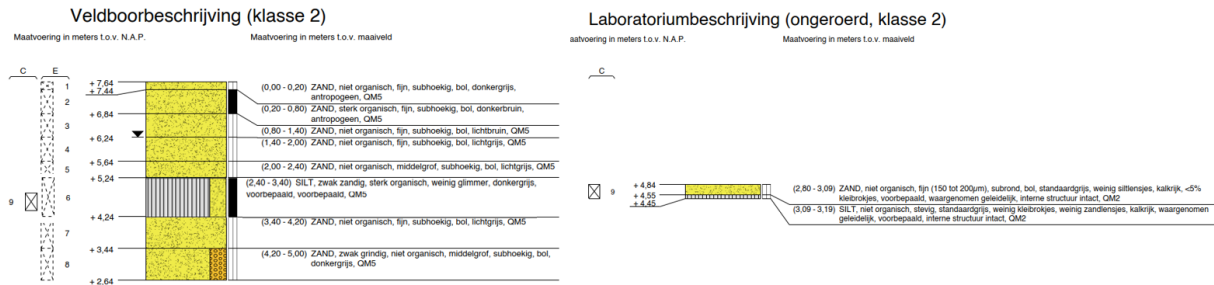 Veldboorbeschrijving (klasse 2)
Maatvoering in meters t.o.v. N.A.P.
Maatvoering in meters t.o.v. maaiveld
C E
1
2
3
4
5
6
7
8
9
+ 7,64
+ 7,44
+ 6,84
+ 6,24
+ 5,64
+ 5,24
+ 4,24
+ 3,44
+ 2,64
(0,00 - 0,20) ZAND, niet organisch, fijn, subhoekig, bol, donkergrijs,
antropogeen, QM5
(0,20 - 0,80) ZAND, sterk organisch, fijn, subhoekig, bol, donkerbruin,
antropogeen, QM5
(0,80 - 1,40) ZAND, niet organisch, fijn, subhoekig, bol, lichtbruin, QM5
(1,40 - 2,00) ZAND, niet organisch, fijn, subhoekig, bol, lichtgrijs, QM5
(2,00 - 2,40) ZAND, niet organisch, middelgrof, subhoekig, bol, lichtgrijs, QM5
(2,40 - 3,40) SILT, zwak zandig, sterk organisch, weinig glimmer, donkergrijs,
voorbepaald, voorbepaald, QM5
(3,40 - 4,20) ZAND, niet organisch, fijn, subhoekig, bol, lichtgrijs, QM5
(4,20 - 5,00) ZAND, zwak grindig, niet organisch, middelgrof, subhoekig, bol,
donkergrijs, QM5
Laboratoriumbeschrijving (ongeroerd, klasse 2)
aatvoering in meters t.o.v. N.A.P.
Maatvoering in meters t.o.v. maaiveld
C
9
+ 4,84
+ 4,55
+ 4,45
(2,80 - 3,09) ZAND, niet organisch, fijn (150 tot 200µm), subrond, bol, standaardgrijs, weinig siltlensjes, kalkrijk, <5%
kleibrokjes, voorbepaald, waargenomen geleidelijk, interne structuur intact, QM2
(3,09 - 3,19) SILT, niet organisch, stevig, standaardgrijs, weinig kleibrokjes, weinig zandlensjes, kalkrijk, waargenomen
geleidelijk, voorbepaald, interne structuur intact, QM2